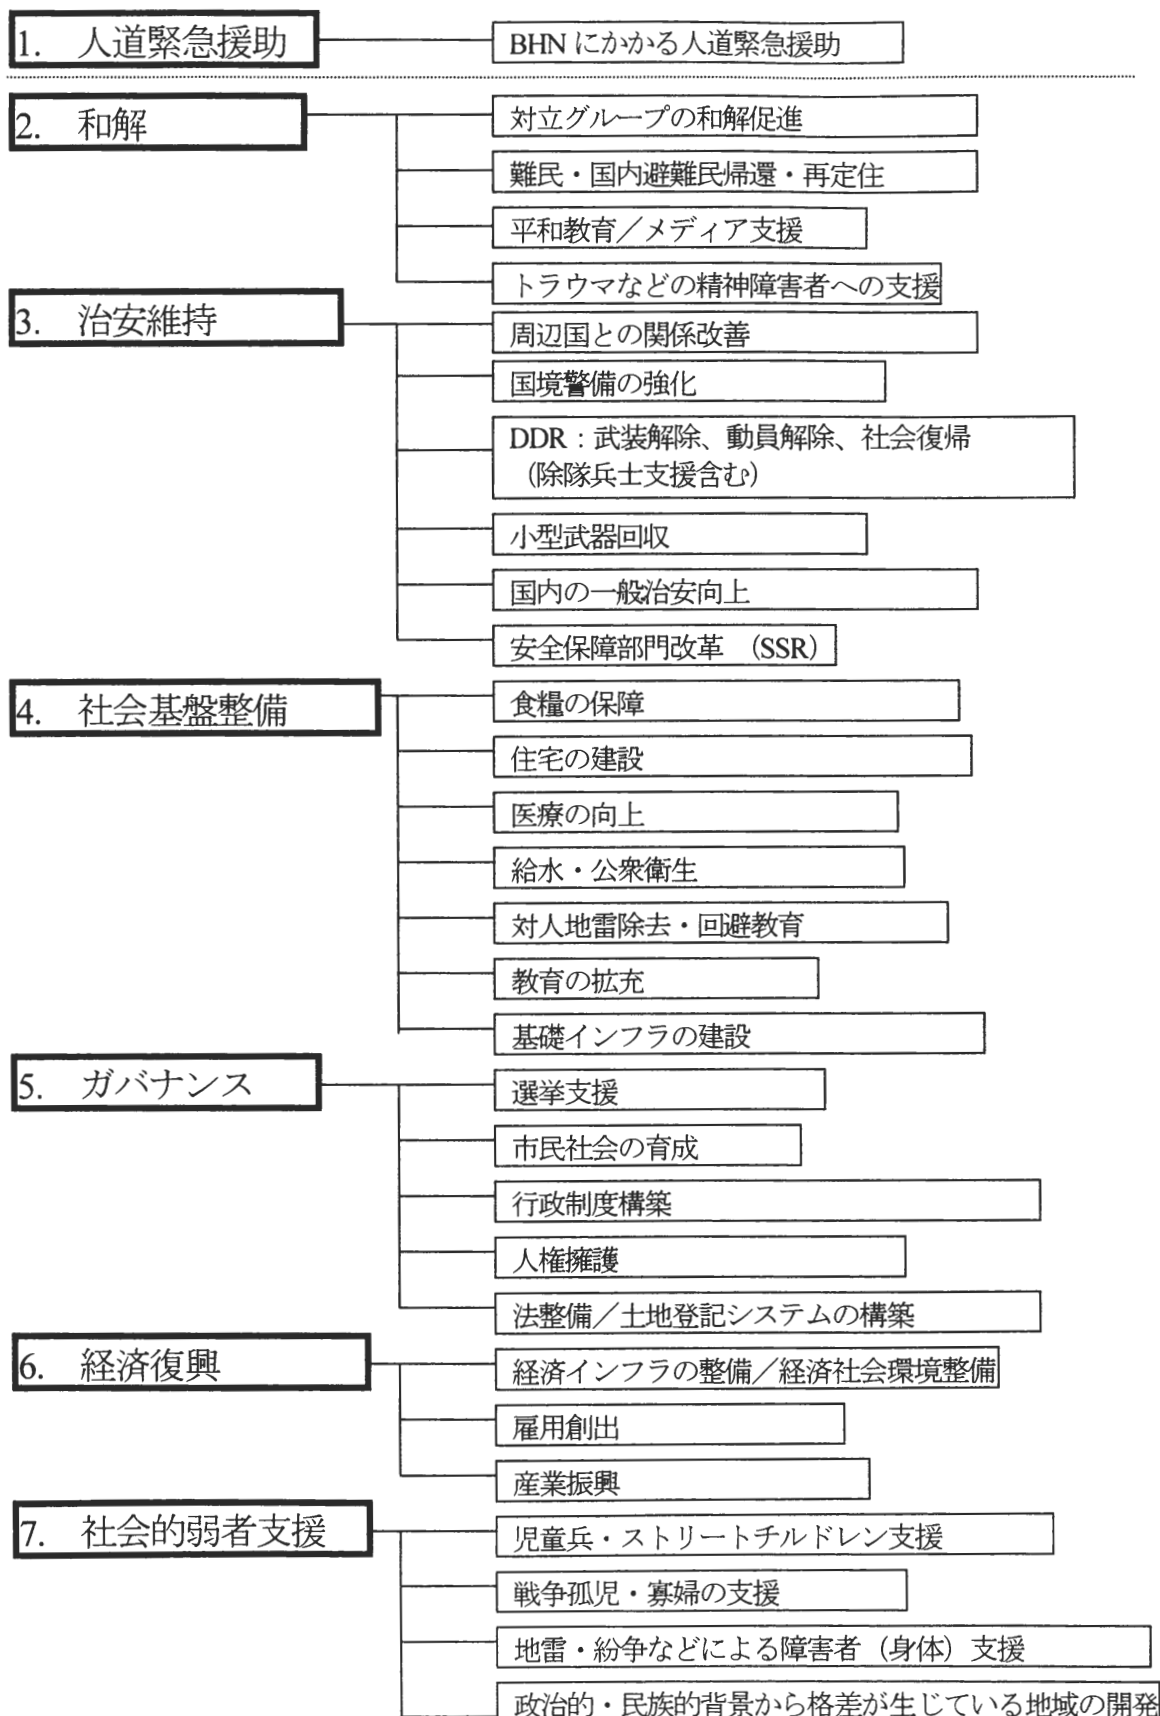 1. 人道緊急援助
BHNにかかる人道緊急援助
2. 和解
対立グループの和解促進
難民・国内避難民帰還・再定住
平和教育／メディア支援
トラウマなどの精神障害者への支援
3. 治安維持
周辺国との関係改善
国境警備の強化
DDR：武装解除、動員解除、社会復帰
（除隊兵士支援含む）
小型武器回収
国内の一般治安向上
安全保障部門改革 （SSR）
4. 社会基盤整備
食糧の保障
住宅の建設
医療の向上
給水・公衆衛生
対人地雷除去・回避教育
教育の拡充
基礎インフラの建設
5. ガバナンス
選挙支援
市民社会の育成
行政制度構築
人権擁護
法整備／土地登記システムの構築
6. 経済復興
経済インフラの整備／経済社会環境整備
雇用創出
産業振興
7. 社会的弱者支援
児童兵・ストリートチルドレン支援
戦争孤児・寡婦の支援
地雷・紛争などによる障害者（身体）支援
政治的・民族的背景から格差が生じている地域の開発